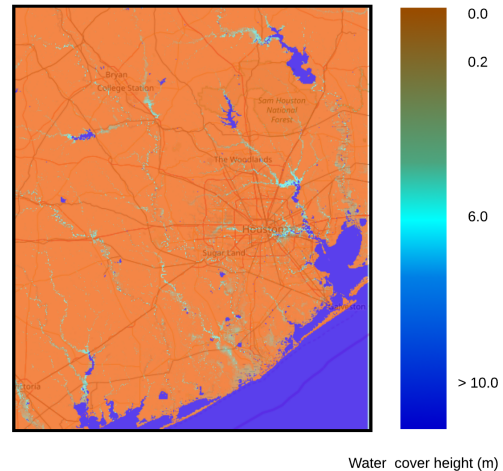 Bryan
College Station
Sam Houston
National
Forest
The Woodlands
Houston
Sugar Land
ctoria
0.0
0.2
6.0
> 10.0
Water cover height (m)